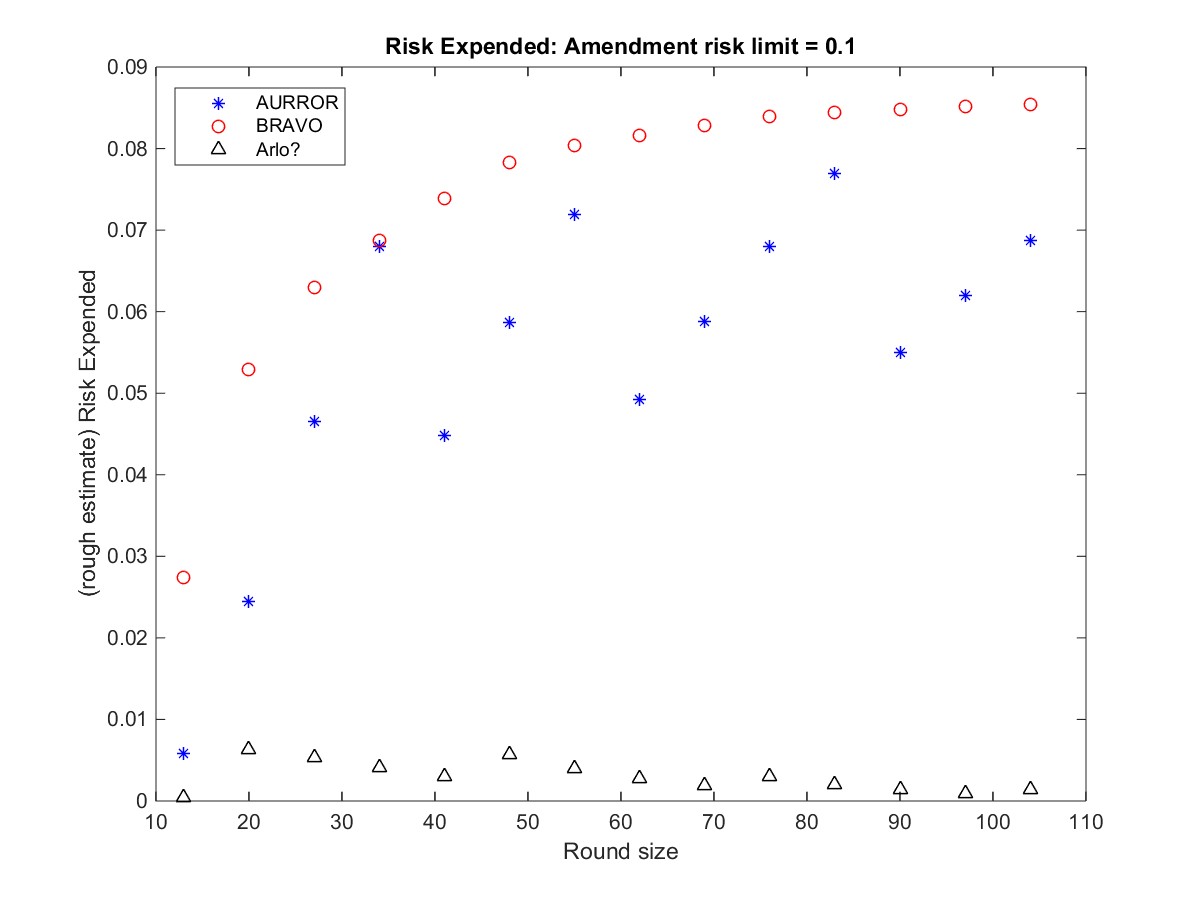 Risk Expended: Amendment risk limit = 0.1
0.09
0.08
0.07
0.06
0.05
0.04
0.03
0.02
0.01
0
(rough estimate) Risk Expended
AURROR
BRAVO
Arlo?
10 20 30 40 50 60 70 80 90 100 110
Round size